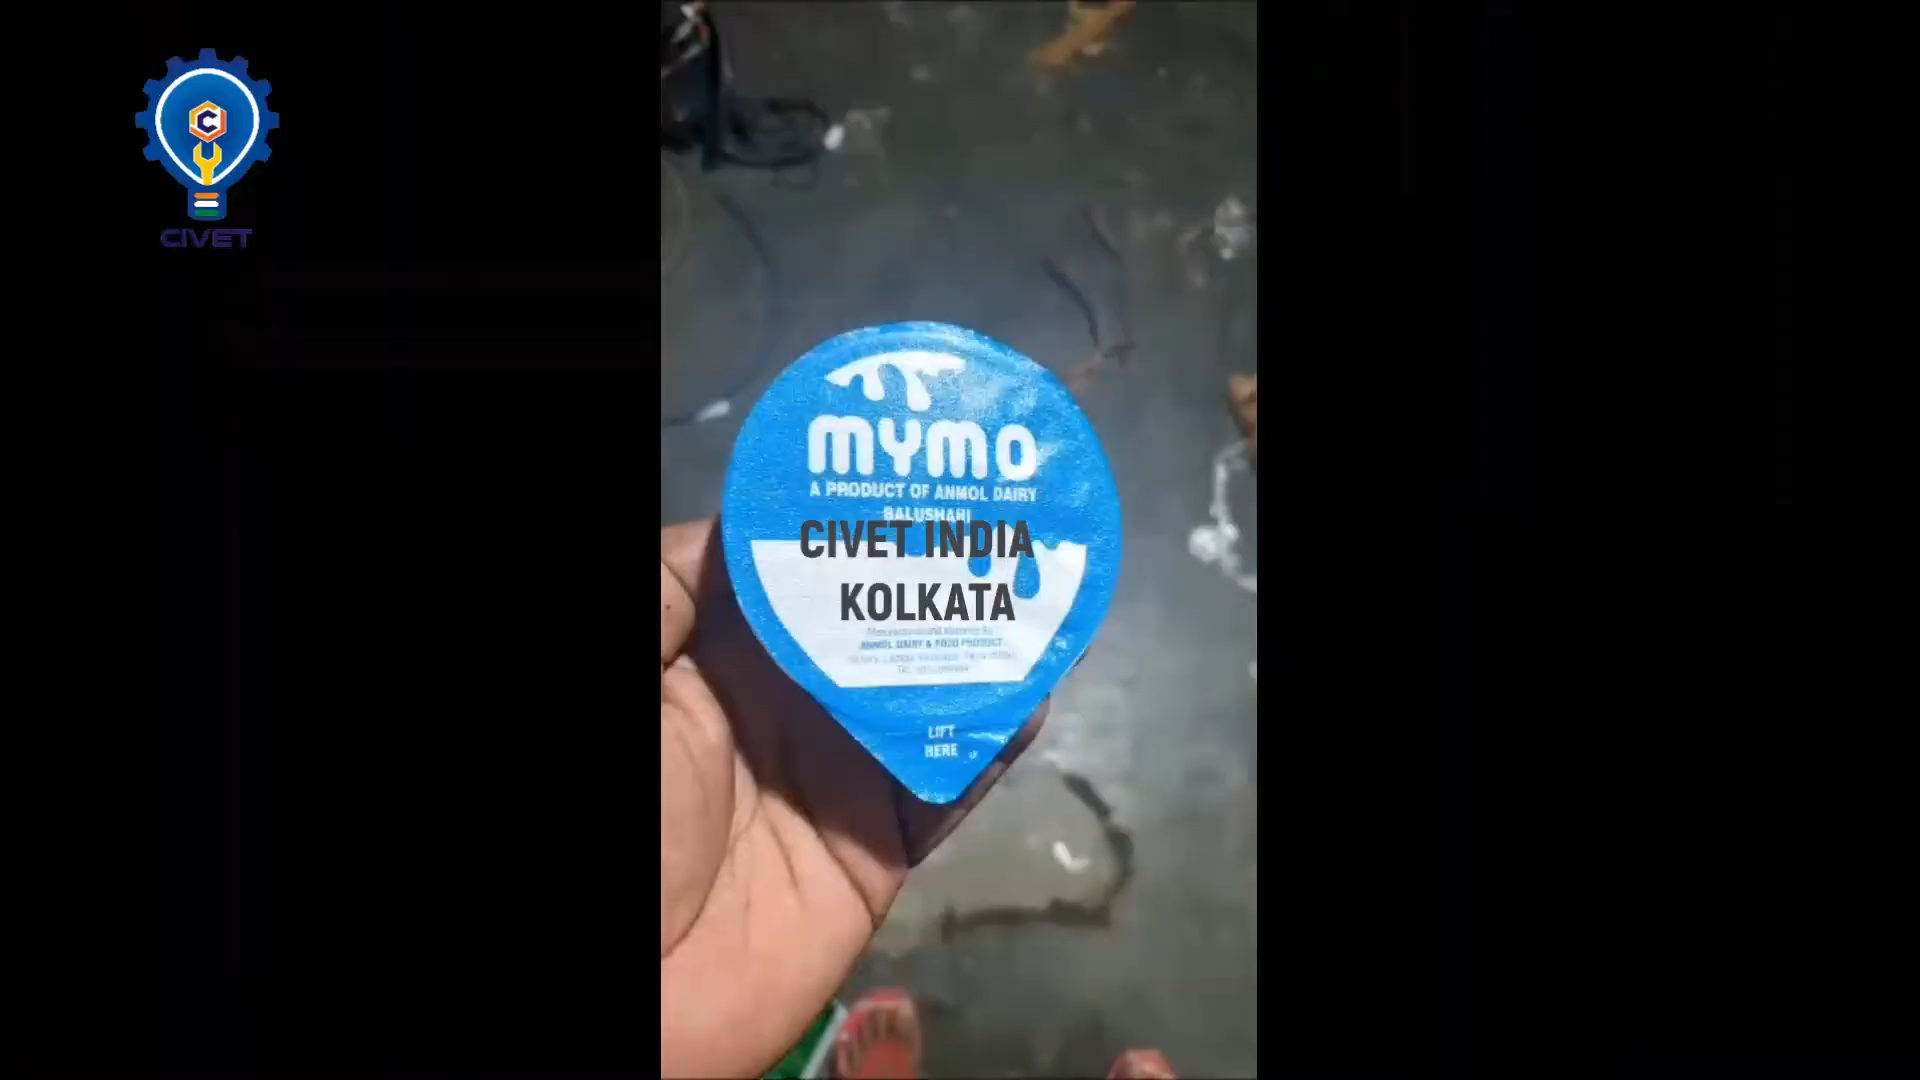 CIVET
MYMO
A PRODUCT OF ANMOL DAIRY
BALUSHAHI
CIVET INDIA
KOLKATA
ANMOL DAIRY & FOOD PRODUCT
LIFT
HERE